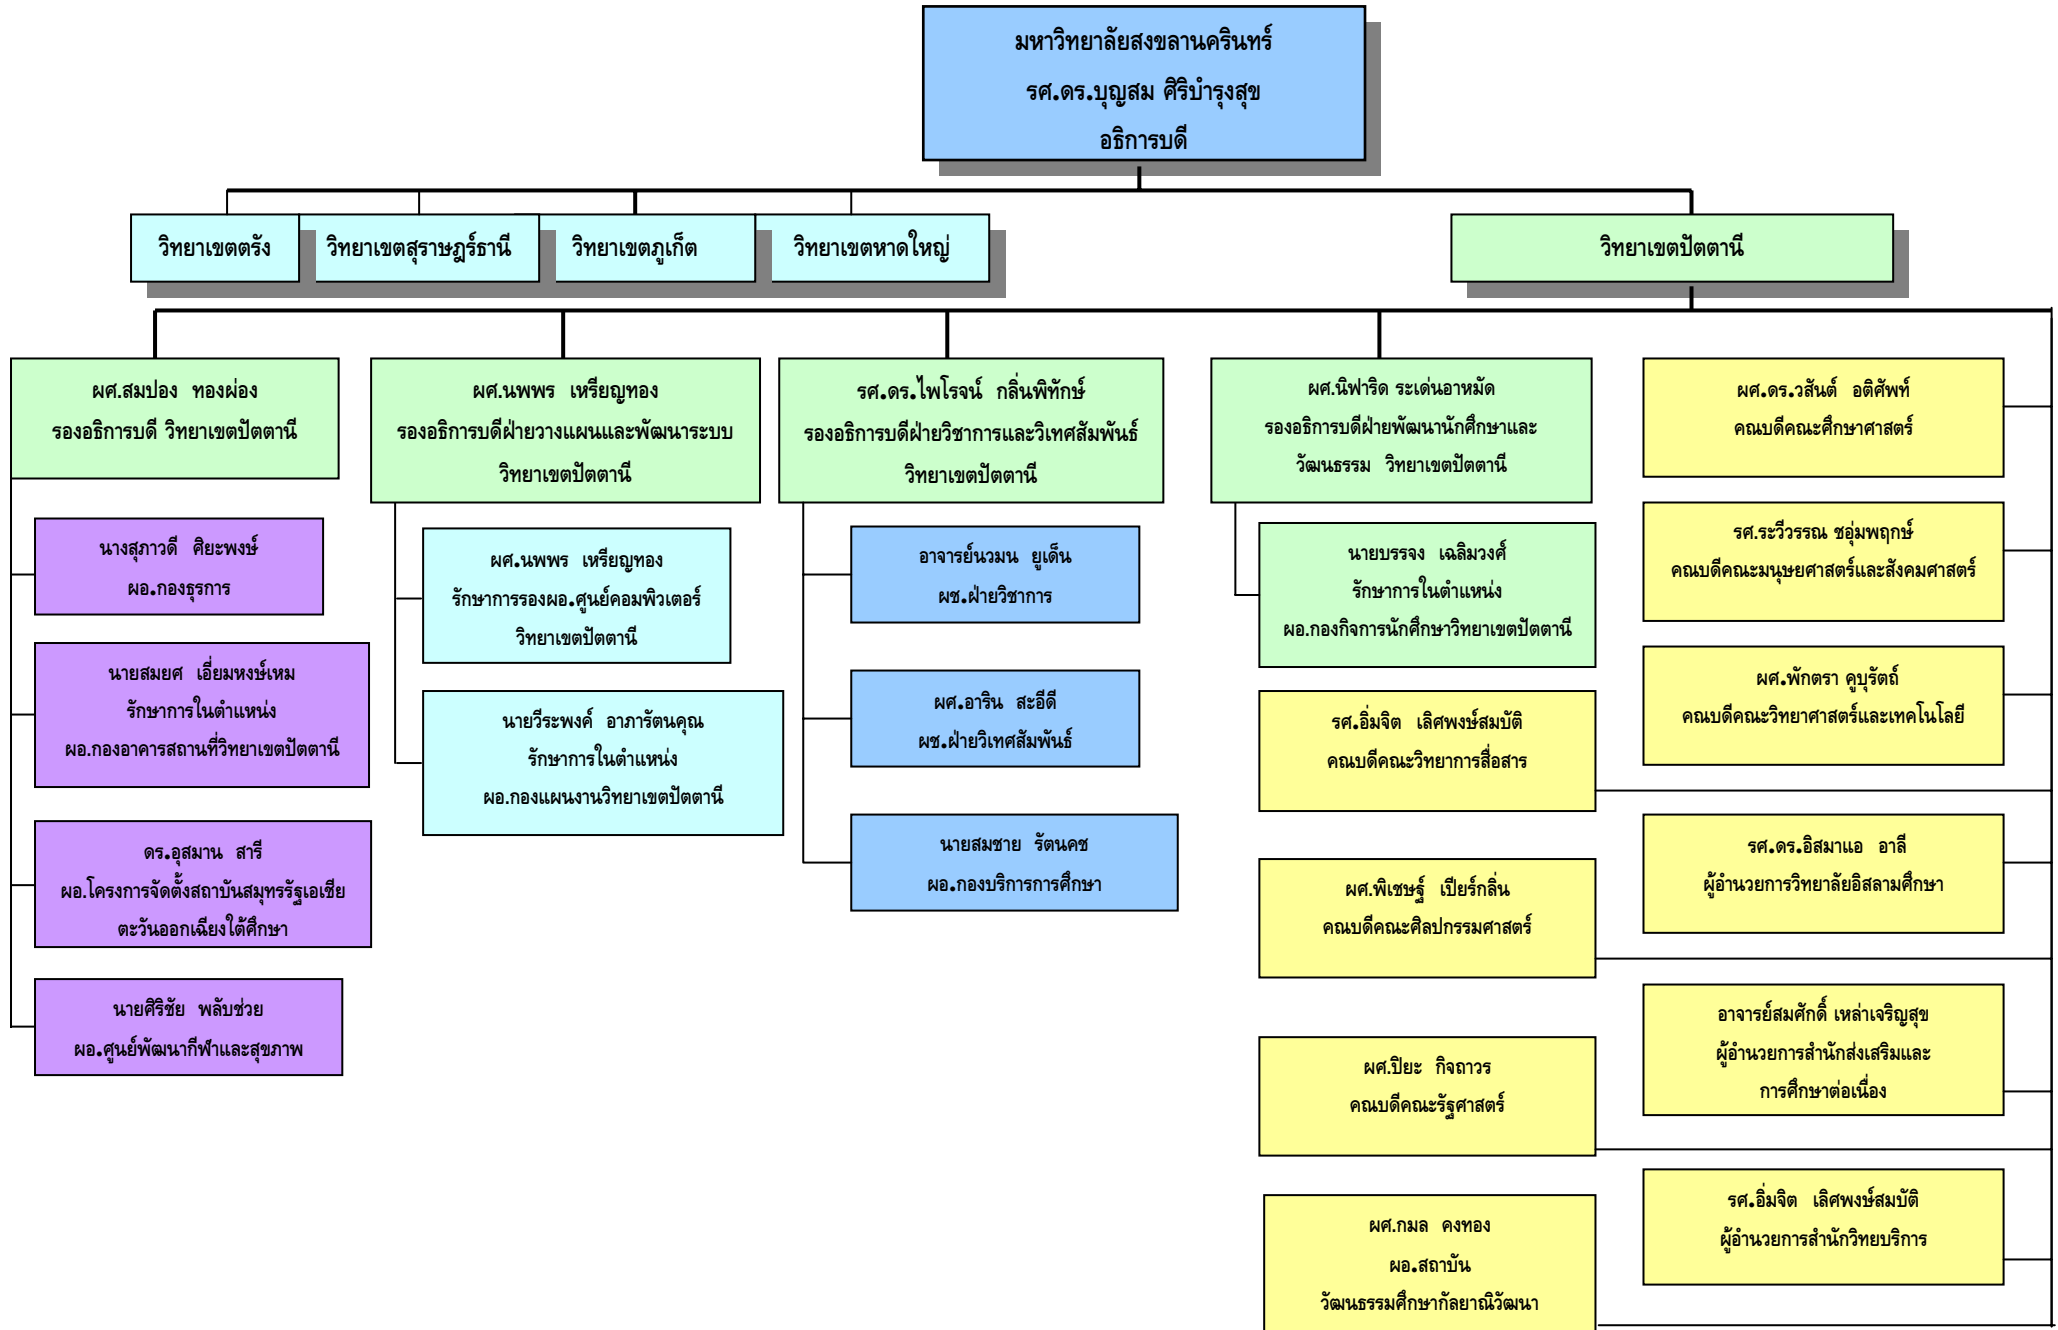 มหาวิทยาลัยสงขลานครินทร์
รศ.ดร.บุญสม ศิริบำรุงสุข
อธิการบดี
วิทยาเขตตรัง
วิทยาเขตสุราษฎร์ธานี
วิทยาเขตภูเก็ต
วิทยาเขตหาดใหญ่
วิทยาเขตปัตตานี
ผศ.สมปอง ทองผ่อง
รองอธิการบดี วิทยาเขตปัตตานี
นางสุภาวดี ศิยะพงษ์
ผอ.กองธุรการ
นายสมยศ เอี่ยมหงษ์เหม
รักษาการในตำแหน่ง
ผอ.กองอาคารสถานที่วิทยาเขตปัตตานี
ดร.อุสมาน สารี
ผอ.โครงการจัดตั้งสถาบันสมุทรรัฐเอเชีย
ตะวันออกเฉียงใต้ศึกษา
นายศิริชัย พลับช่วย
ผอ.ศูนย์พัฒนากีฬาและสุขภาพ
ผศ.นพพร เหรียญทอง
รองอธิการบดีฝ่ายวางแผนและพัฒนาระบบ
วิทยาเขตปัตตานี
ผศ.นพพร เหรียญทอง
รักษาการรองผอ.ศูนย์คอมพิวเตอร์
วิทยาเขตปัตตานี
นายวีระพงค์ อาภารัตนคุณ
รักษาการในตำแหน่ง
ผอ.กองแผนงานวิทยาเขตปัตตานี
รศ.ดร.ไพโรจน์ กลิ่นพิทักษ์
รองอธิการบดีฝ่ายวิชาการและวิเทศสัมพันธ์
วิทยาเขตปัตตานี
อาจารย์นวมน ยูเด็น
ผช.ฝ่ายวิชาการ
ผศ.อาริน สะอีดี
ผช.ฝ่ายวิเทศสัมพันธ์
นายสมชาย รัตนคช
ผอ.กองบริการการศึกษา
ผศ.นิฟาริด ระเด่นอาหมัด
รองอธิการบดีฝ่ายพัฒนานักศึกษาและ
วัฒนธรรม วิทยาเขตปัตตานี
นายบรรจง เฉลิมวงศ์
รักษาการในตำแหน่ง
ผอ.กองกิจการนักศึกษาวิทยาเขตปัตตานี
รศ.อิ่มจิต เลิศพงษ์สมบัติ
คณบดีคณะวิทยาการสื่อสาร
ผศ.พิเชษฐ์ เปียร์กลิ่น
คณบดีคณะศิลปกรรมศาสตร์
ผศ.ปิยะ กิจถาวร
คณบดีคณะรัฐศาสตร์
ผศ.กมล คงทอง
ผอ.สถาบัน
วัฒนธรรมศึกษากัลยาณิวัฒนา
ผศ.ดร.วสันต์ อติศัพท์
คณบดีคณะศึกษาศาสตร์
รศ.ระวีวรรณ ชอุ่มพฤกษ์
คณบดีคณะมนุษยศาสตร์และสังคมศาสตร์
ผศ.พักตรา คูบุรัตถ์
คณบดีคณะวิทยาศาสตร์และเทคโนโลยี
รศ.ดร.อิสมาแอ อาลี
ผู้อำนวยการวิทยาลัยอิสลามศึกษา
อาจารย์สมศักดิ์ เหล่าเจริญสุข
ผู้อำนวยการสำนักส่งเสริมและ
การศึกษาต่อเนื่อง
รศ.อิ่มจิต เลิศพงษ์สมบัติ
ผู้อำนวยการสำนักวิทยบริการ